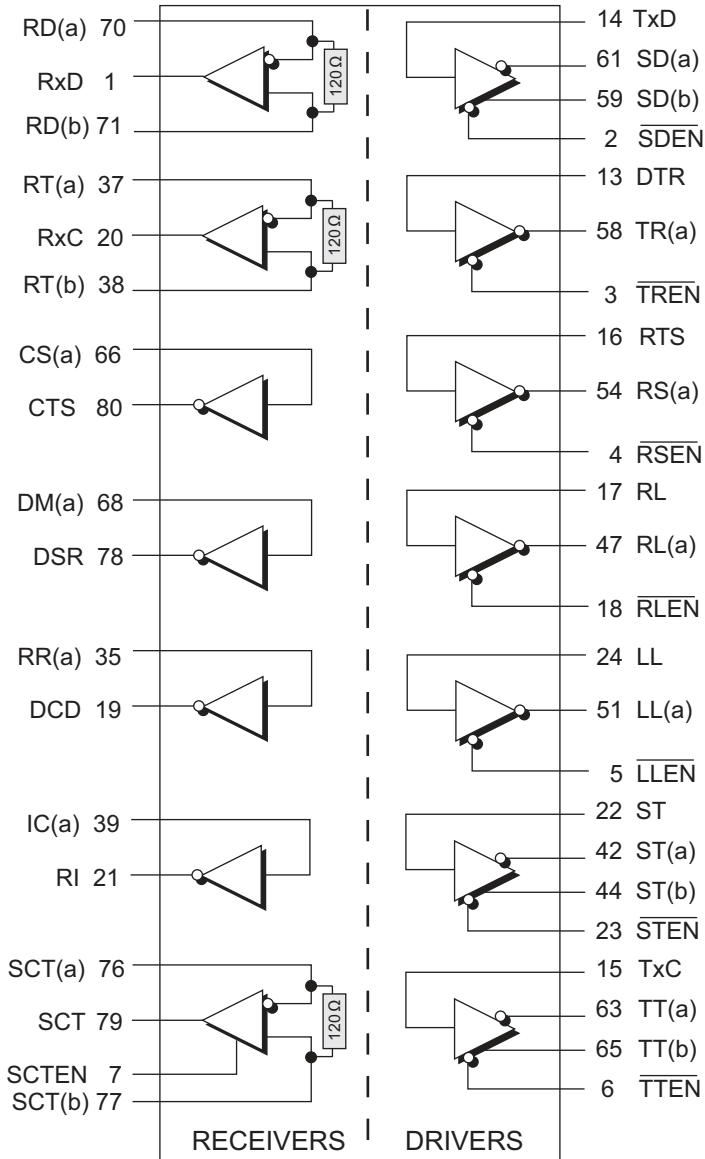 RD(a) 70
RxD 1
RD(b) 71
120 Ω
RT(a) 37
RxC 20
RT(b) 38
120 Ω
CS(a) 66
CTS 80
DM(a) 68
DSR 78
RR(a) 35
DCD 19
IC(a) 39
RI 21
SCT(a) 76
SCT 79
SCTEN 7
SCT(b) 77
120 Ω
RECEIVERS
14 TxD
61 SD(a)
59 SD(b)
2 SDEN
13 DTR
58 TR(a)
3 TREN
16 RTS
54 RS(a)
4 RSEN
17 RL
47 RL(a)
18 RLEN
24 LL
51 LL(a)
5 LLEN
22 ST
42 ST(a)
44 ST(b)
23 STEN
15 TxC
63 TT(a)
65 TT(b)
6 TTEN
DRIVERS